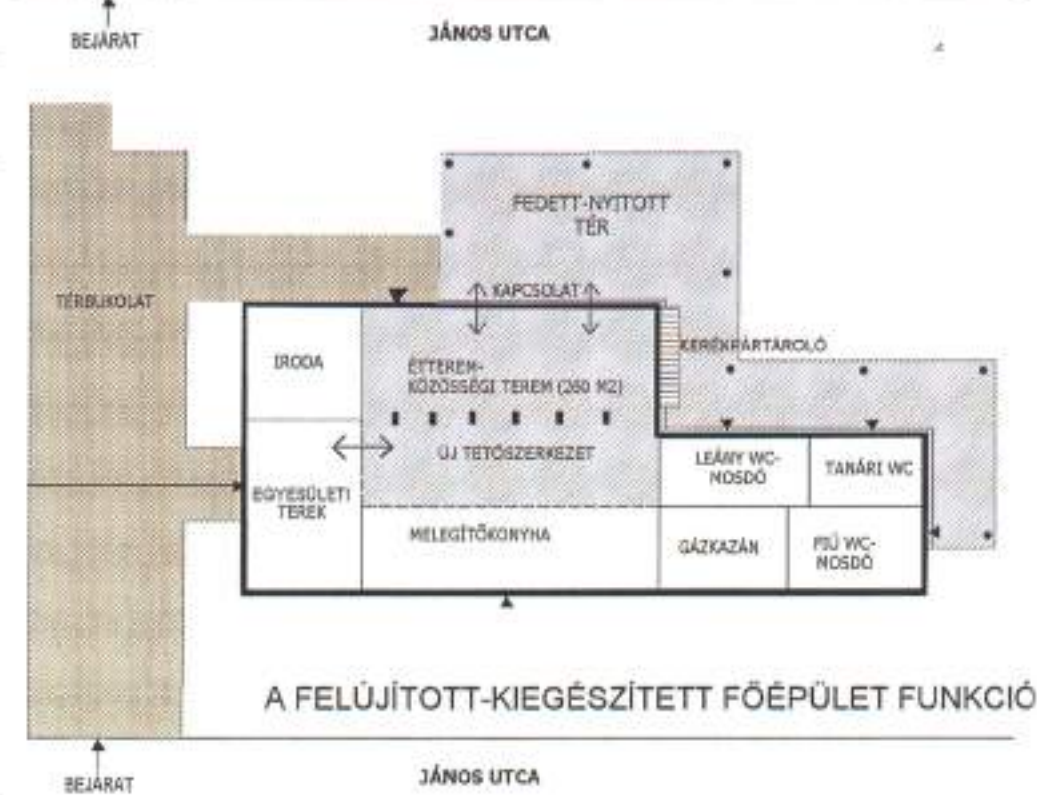 BEJÁRAT
JÁNOS UTCA
FEDETT-NYITOTT
TÉR
TÉRBUKOLAT
KAPCSOLAT
KERÉKPÁRTÁROLÓ
IRODA
ÉTTEREM-
KÖZÖSSÉGI TEREM (260 M2)
ÚJ TETŐSZERKEZET
LEÁNY WC-
MOSDÓ
TANÁRI WC
EGYESÜLETI
TEREK
MELEGÍTŐKONYHA
GÁZKAZÁN
FIÚ WC-
MOSDÓ
A FELÚJÍTOTT-KIEGÉSZÍTETT FŐÉPÜLET FUNKCIÓ
BEJÁRAT
JÁNOS UTCA